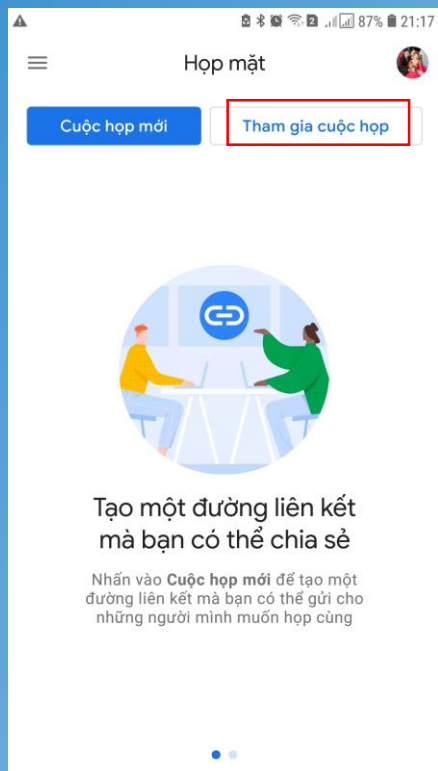 87% 21:17
Họp mặt
Cuộc họp mới
Tham gia cuộc họp
Tạo một đường liên kết
mà bạn có thể chia sẻ
Nhấn vào Cuộc họp mới để tạo một
đường liên kết mà bạn có thể gửi cho
những người mình muốn họp cùng